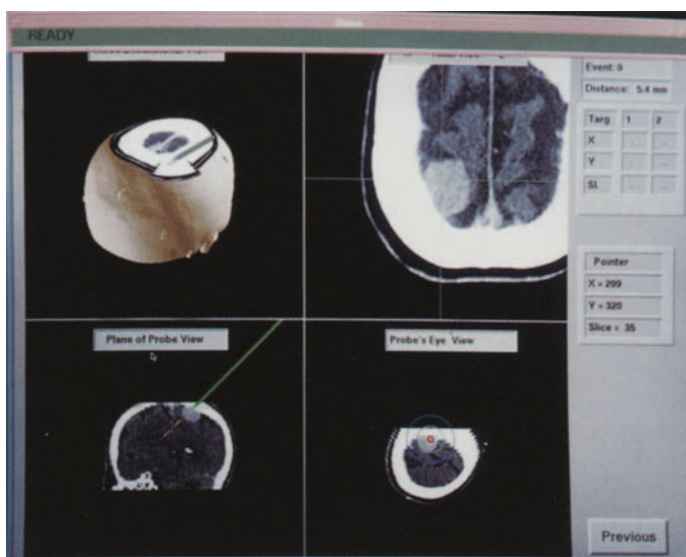 READY
Event: 0
Distance: 5.4 mm
Targ 1 2
X
Y
Sl.
Pointer
X = 209
Y = 320
Slice = 35
Plane of Probe View
Probe's Eye View
Previous